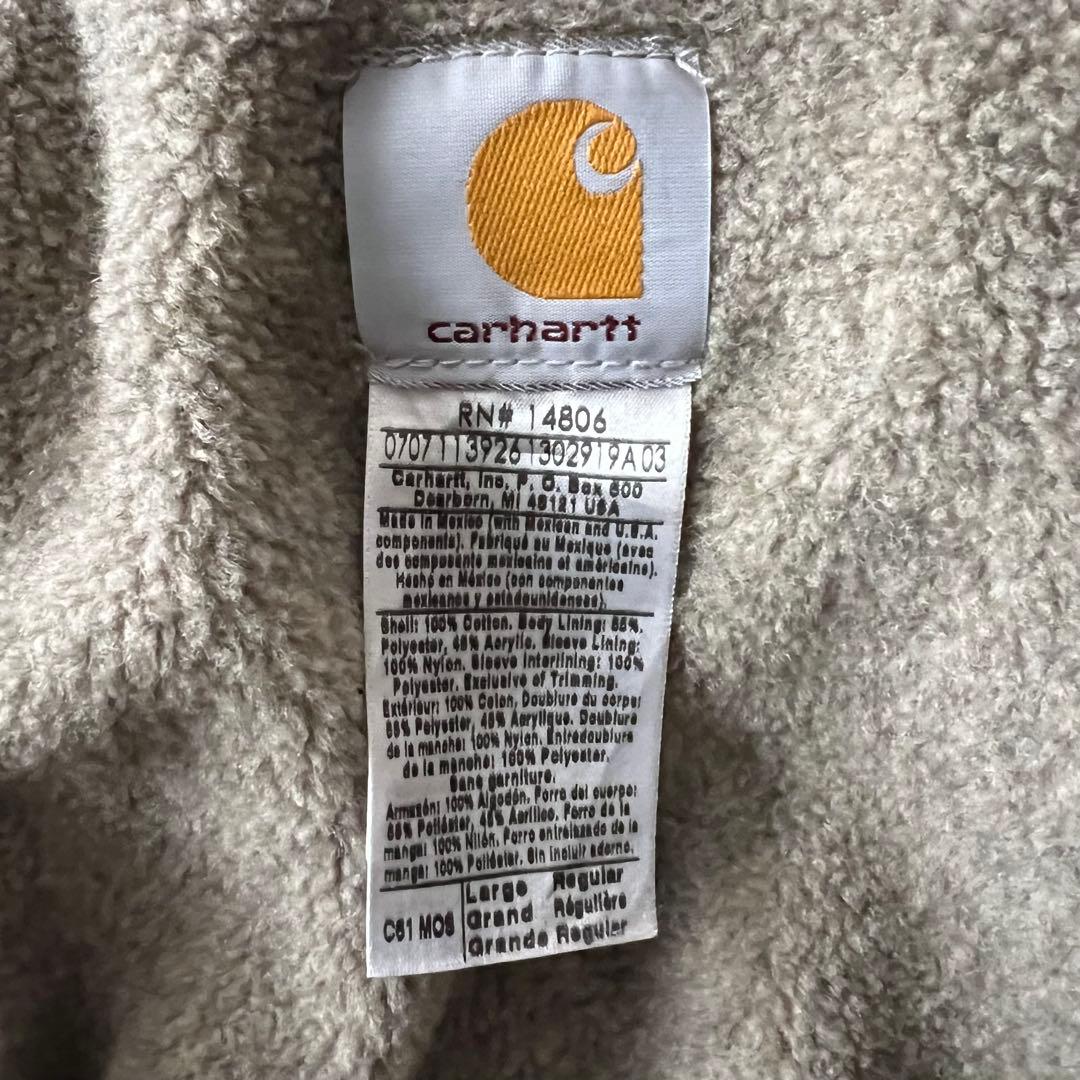 carhartt
RN# 14806
07071139261302919A03
Carhartt, Inc. P. O. Box 600
Dearborn, MI 48121 USA
Made in Mexico (with Mexican and U.S.A.
components). Fabriqué au Mexique (avec
des composants mexicains et américains).
Hecho en México (con componentes
mexicanos y estadounidenses).
Shell: 100% Cotton. Body Lining: 55%
Polyester, 45% Acrylic. Sleeve Lining:
100% Nylon. Sleeve Interlining: 100%
Polyester. Exclusive of Trimming.
Extérieur: 100% Coton. Doublure du corps:
55% Polyester, 45% Acrylique. Doublure
de la manche: 100% Nylon. Entredoublure
de la manche: 100% Polyester.
Sans garniture.
Armazón: 100% Algodón. Forro del cuerpo:
55% Poliéster, 45% Acrílico. Forro de la
manga: 100% Nilón. Forro entrelazado de la
manga: 100% Poliéster. Sin incluir adorno.
C61 MOS
Large Regular
Grand Régulière
Grande Regular